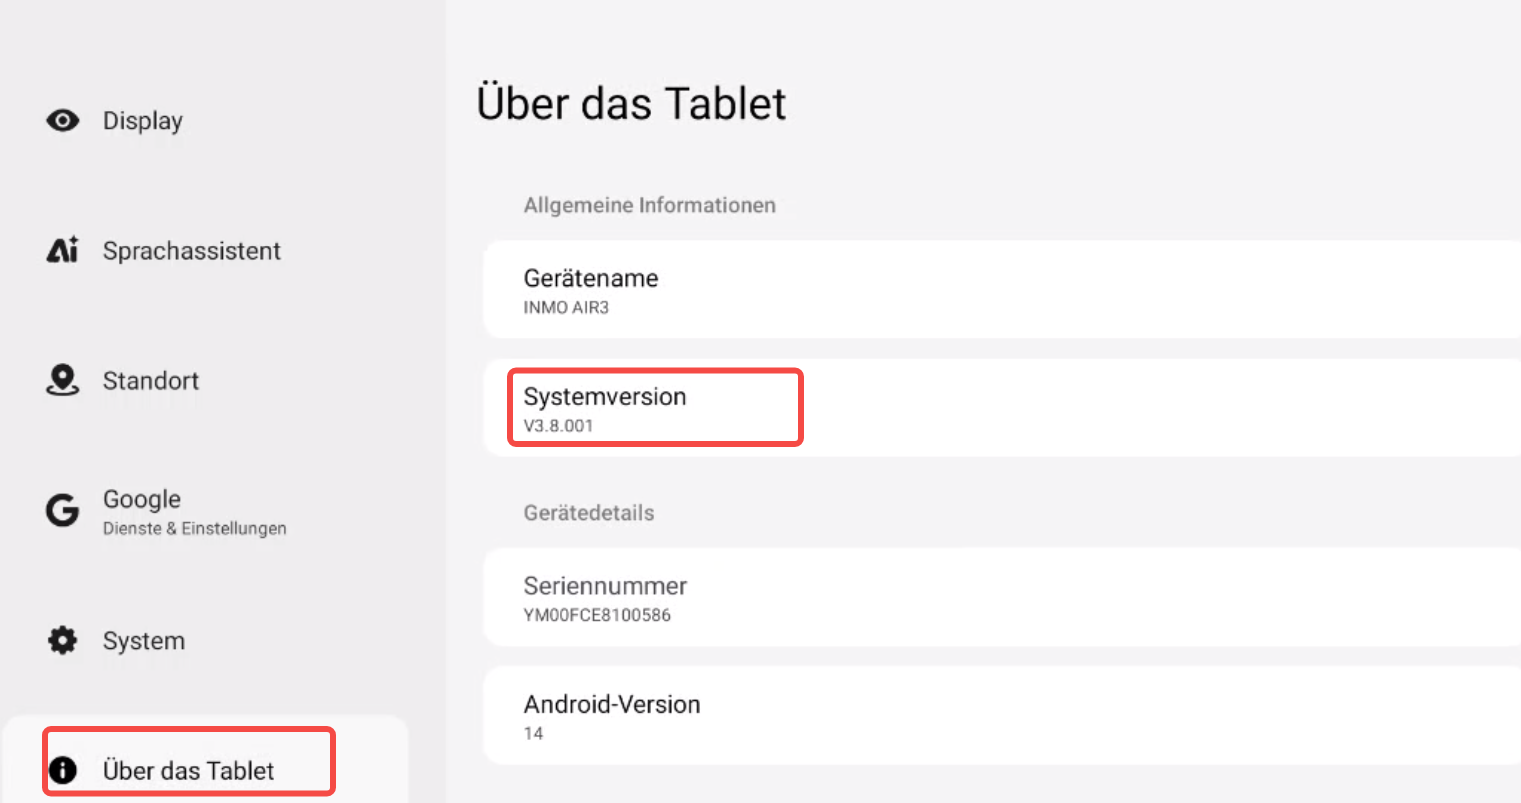 Display
Sprachassistent
Standort
Google
Dienste & Einstellungen
System
Über das Tablet
Über das Tablet
Allgemeine Informationen
Gerätename
INMO AIR3
Systemversion
V3.8.001
Gerätedetails
Seriennummer
YM00FCE8100586
Android-Version
14